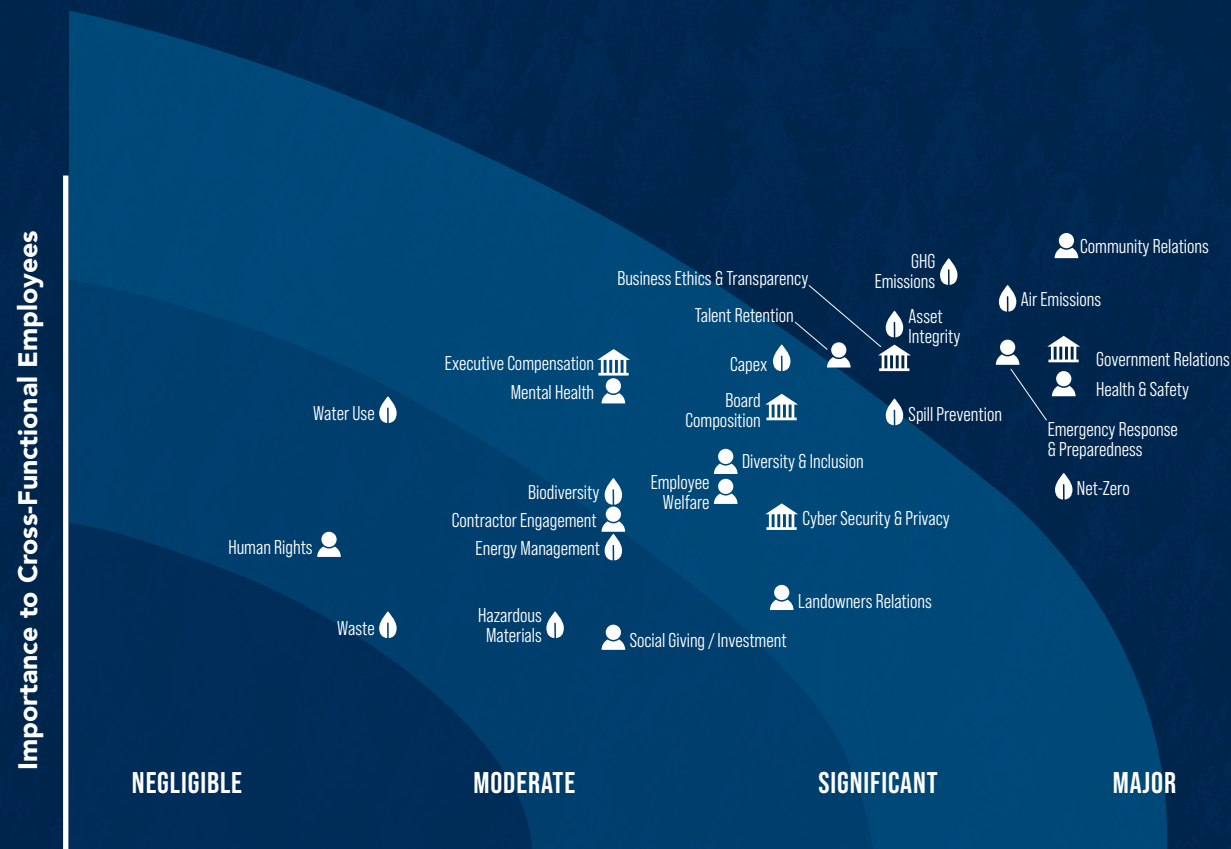 Importance to Cross-Functional Employees
Community Relations
GHG
Emissions
Business Ethics & Transparency
Air Emissions
Talent Retention
Asset
Integrity
Executive Compensation
Capex
Government Relations
Mental Health
Health & Safety
Water Use
Board
Composition
Spill Prevention
Emergency Response
& Preparedness
Diversity & Inclusion
Employee
Welfare
Net-Zero
Biodiversity
Contractor Engagement
Cyber Security & Privacy
Human Rights
Energy Management
Landowners Relations
Waste
Hazardous
Materials
Social Giving / Investment
NEGLIGIBLE
MODERATE
SIGNIFICANT
MAJOR